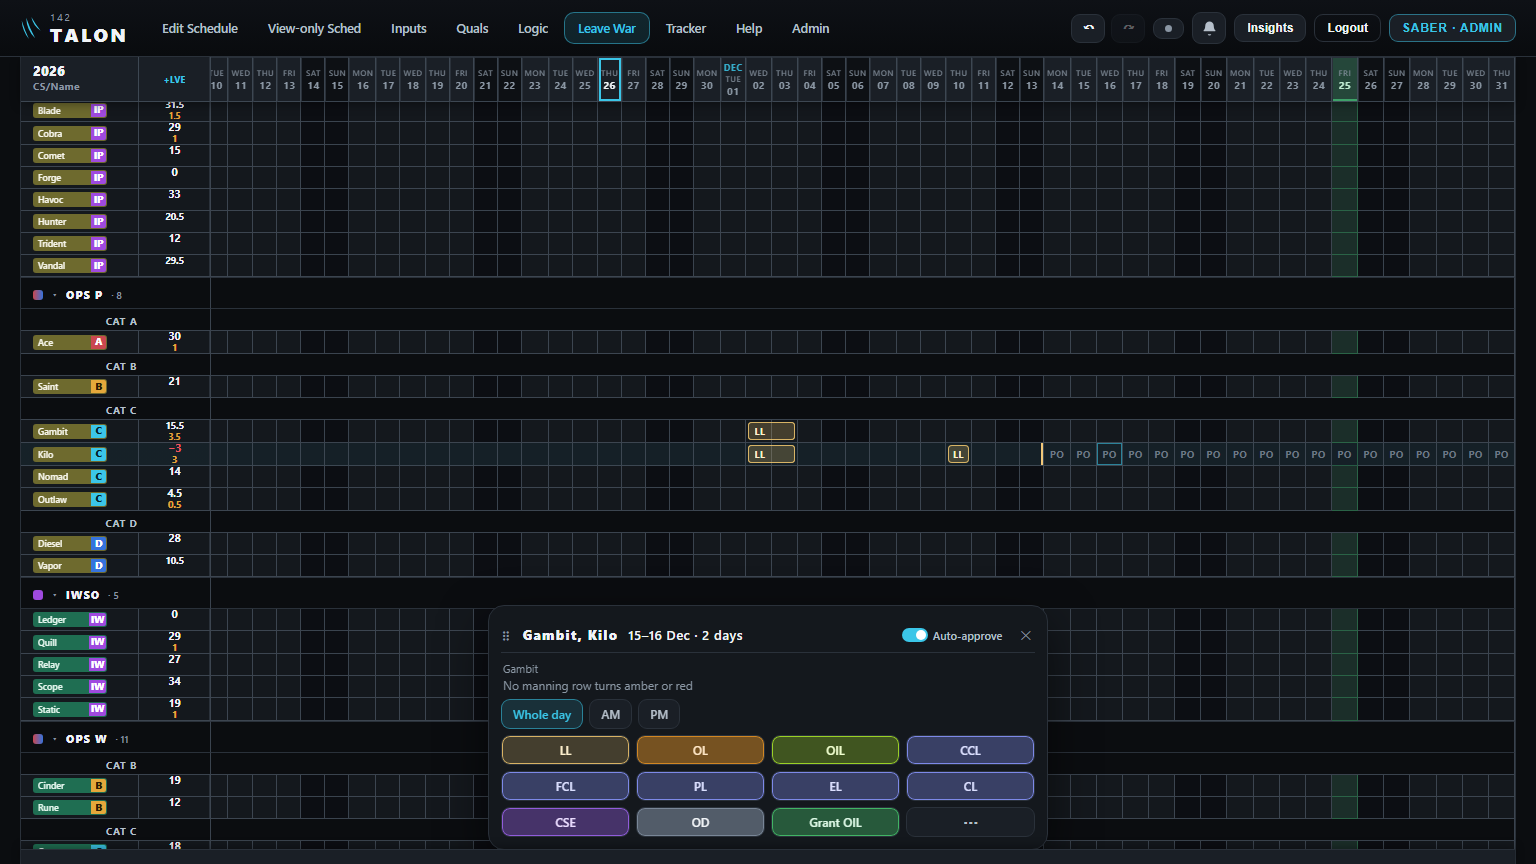 142
TALON
Edit Schedule
View-only Sched
Inputs
Quals
Logic
Leave War
Tracker
Help
Admin
Insights
Logout
SABER · ADMIN
2026
CS/Name
+LVE
TUE 10
WED 11
THU 12
FRI 13
SAT 14
SUN 15
MON 16
TUE 17
WED 18
THU 19
FRI 20
SAT 21
SUN 22
MON 23
TUE 24
WED 25
THU 26
FRI 27
SAT 28
SUN 29
MON 30
DEC TUE 01
WED 02
THU 03
FRI 04
SAT 05
SUN 06
MON 07
TUE 08
WED 09
THU 10
FRI 11
SAT 12
SUN 13
MON 14
TUE 15
WED 16
THU 17
FRI 18
SAT 19
SUN 20
MON 21
TUE 22
WED 23
THU 24
FRI 25
SAT 26
SUN 27
MON 28
TUE 29
WED 30
THU 31
Blade IP 31.5 1.5
Cobra IP 29 1
Comet IP 15
Forge IP 0
Havoc IP 33
Hunter IP 20.5
Trident IP 12
Vandal IP 29.5
OPS P · 8
CAT A
Ace A 30 1
CAT B
Saint B 21
CAT C
Gambit C 15.5 3.5 LL
Kilo C −3 3 LL LL PO PO PO PO PO PO PO PO PO PO PO PO PO PO PO PO PO PO
Nomad C 14
Outlaw C 4.5 0.5
CAT D
Diesel D 28
Vapor D 10.5
IWSO · 5
Ledger IW 0
Quill IW 29 1
Relay IW 27
Scope IW 34
Static IW 19 1
OPS W · 11
CAT B
Cinder B 19
Rune B 12
CAT C
18
Gambit, Kilo 15–16 Dec · 2 days
Auto-approve
Gambit
No manning row turns amber or red
Whole day
AM
PM
LL
OL
OIL
CCL
FCL
PL
EL
CL
CSE
OD
Grant OIL
---